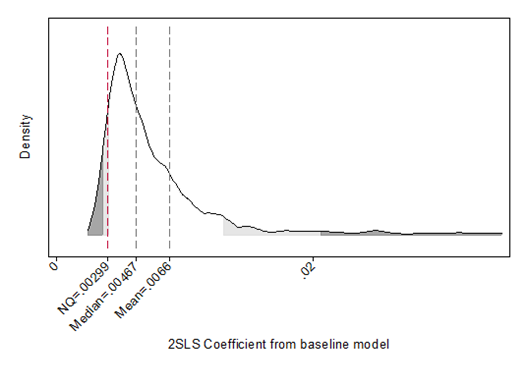 Density
0
NQ=.00299
Median=.00467
Mean=.0066
.02
2SLS Coefficient from baseline model